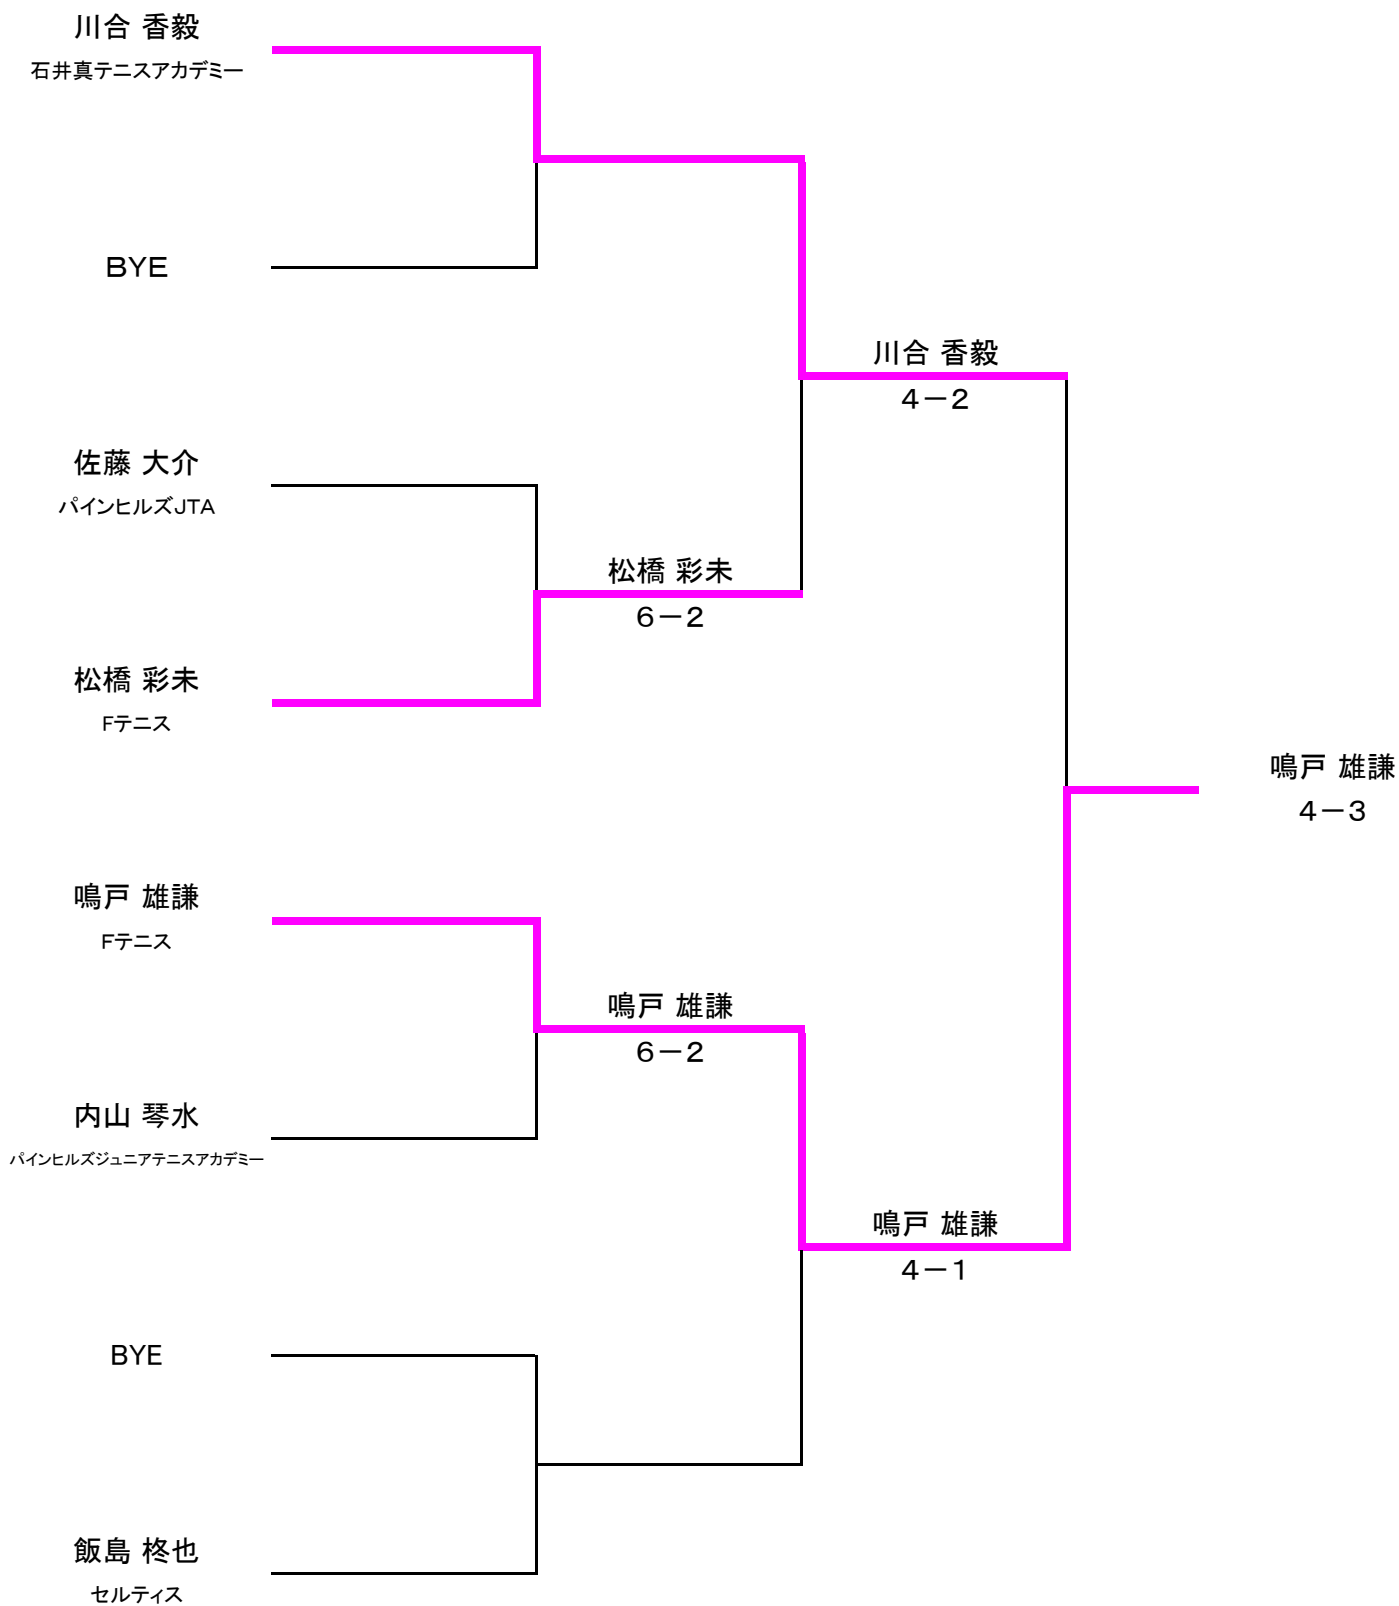 川合 香毅
石井真テニスアカデミー
BYE
川合 香毅
4－2
佐藤 大介
パインヒルズJTA
松橋 彩未
6－2
松橋 彩未
Fテニス
鳴戸 雄謙
4－3
鳴戸 雄謙
Fテニス
鳴戸 雄謙
6－2
内山 琴水
パインヒルズジュニアテニスアカデミー
鳴戸 雄謙
4－1
BYE
飯島 柊也
セルティス